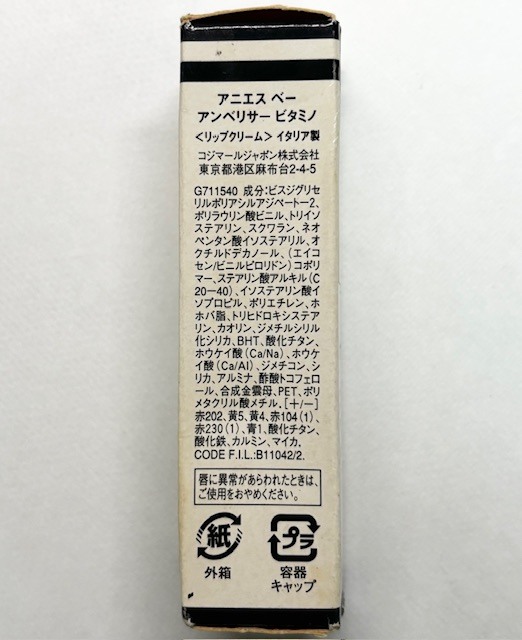 アニエス ベー
アンベリサー ビタミノ
〈リップクリーム〉イタリア製
コジマールジャポン株式会社
東京都港区麻布台2-4-5
G711540 成分:ビスジグリセ
リルポリアシルアジペートー2、
ポリラウリン酸ビニル、トリイソ
ステアリン、スクワラン、ネオ
ペンタン酸イソステアリル、オ
クチルドデカノール、(エイコ
セン/ビニルピロリドン)コポリ
マー、ステアリン酸アルキル(C
20ー40)、イソステアリン酸イ
ソプロピル、ポリエチレン、ホ
ホバ脂、トリヒドロキシステア
リン、カオリン、ジメチルシリル
化シリカ、BHT、酸化チタン、
ホウケイ酸(Ca/Na)、ホウケ
イ酸(Ca/Al)、ジメチコン、シ
リカ、アルミナ、酢酸トコフェロ
ール、合成金雲母、PET、ポリ
メタクリル酸メチル、[+/ー]
赤202、黄5、黄4、赤104(1)、
赤230(1)、青1、酸化チタン、
酸化鉄、カルミン、マイカ、
CODE F.I.L.:B11042/2.
唇に異常があらわれたときは、
ご使用をおやめください。
紙
外箱
プラ
容器
キャップ